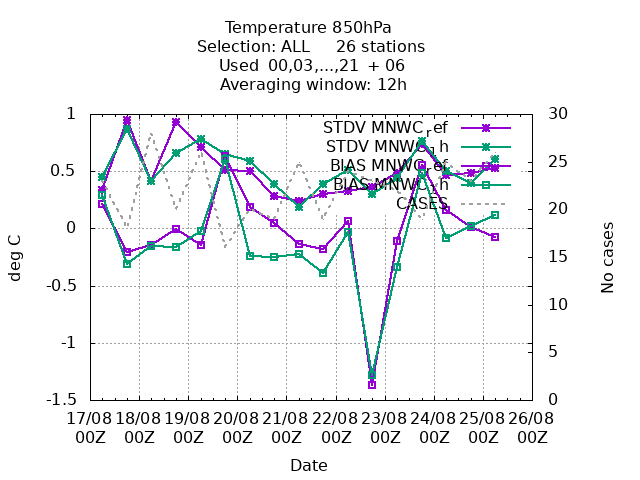 Temperature 850hPa
Selection: ALL 26 stations
Used 00,03,...,21 + 06
Averaging window: 12h
STDV MNWC_ref
STDV MNWC_h
BIAS MNWC_ref
BIAS MNWC_h
CASES
1
0.5
0
-0.5
-1
-1.5
30
25
20
15
10
5
0
deg C
No cases
17/08 18/08 19/08 20/08 21/08 22/08 23/08 24/08 25/08 26/08
00Z 00Z 00Z 00Z 00Z 00Z 00Z 00Z 00Z 00Z
Date